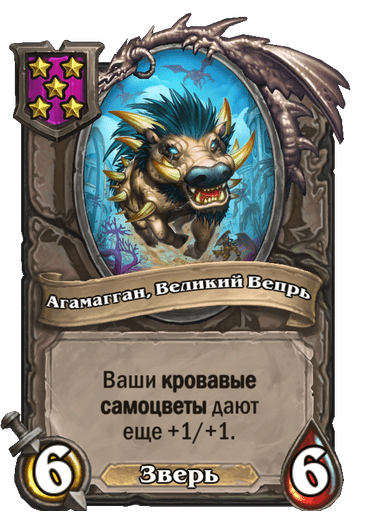 Агамагган, Великий Вепрь
Ваши кровавые
самоцветы дают
еще +1/+1.
6
Зверь
6